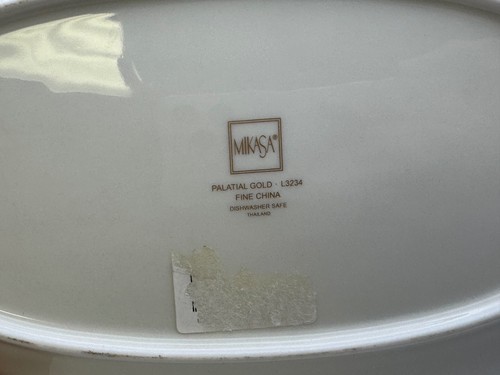 MIKASA®
PALATIAL GOLD · L3234
FINE CHINA
DISHWASHER SAFE
THAILAND